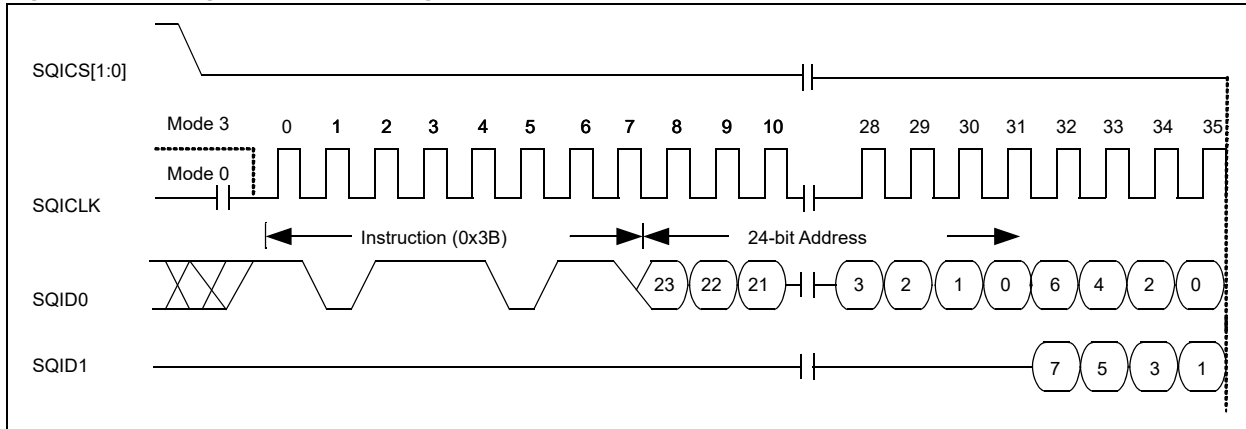 SQICS[1:0]
Mode 3 0 1 2 3 4 5 6 7 8 9 10 28 29 30 31 32 33 34 35
Mode 0
SQICLK
Instruction (0x3B) 24-bit Address
SQID0 23 22 21 3 2 1 0 6 4 2 0
SQID1 7 5 3 1